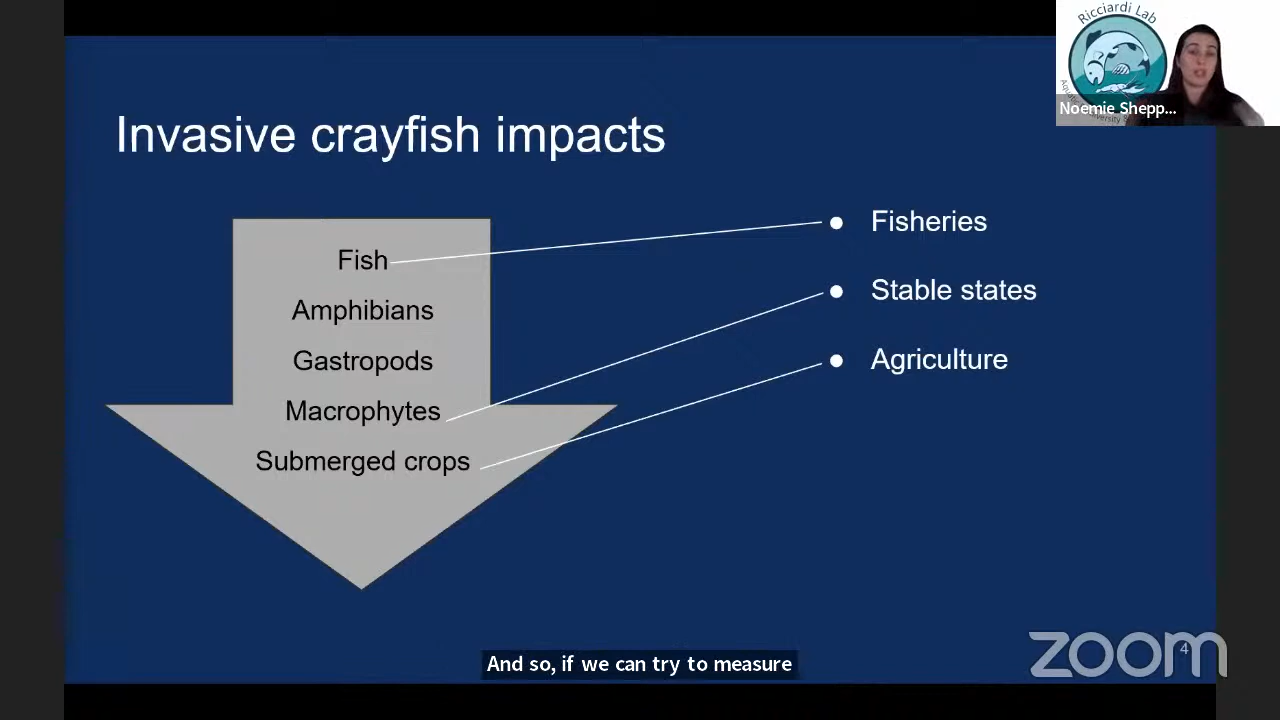 Ricciardi Lab
Noemie Shepp...
Invasive crayfish impacts
Fish
Amphibians
Gastropods
Macrophytes
Submerged crops
Fisheries
Stable states
Agriculture
And so, if we can try to measure
zoom
4